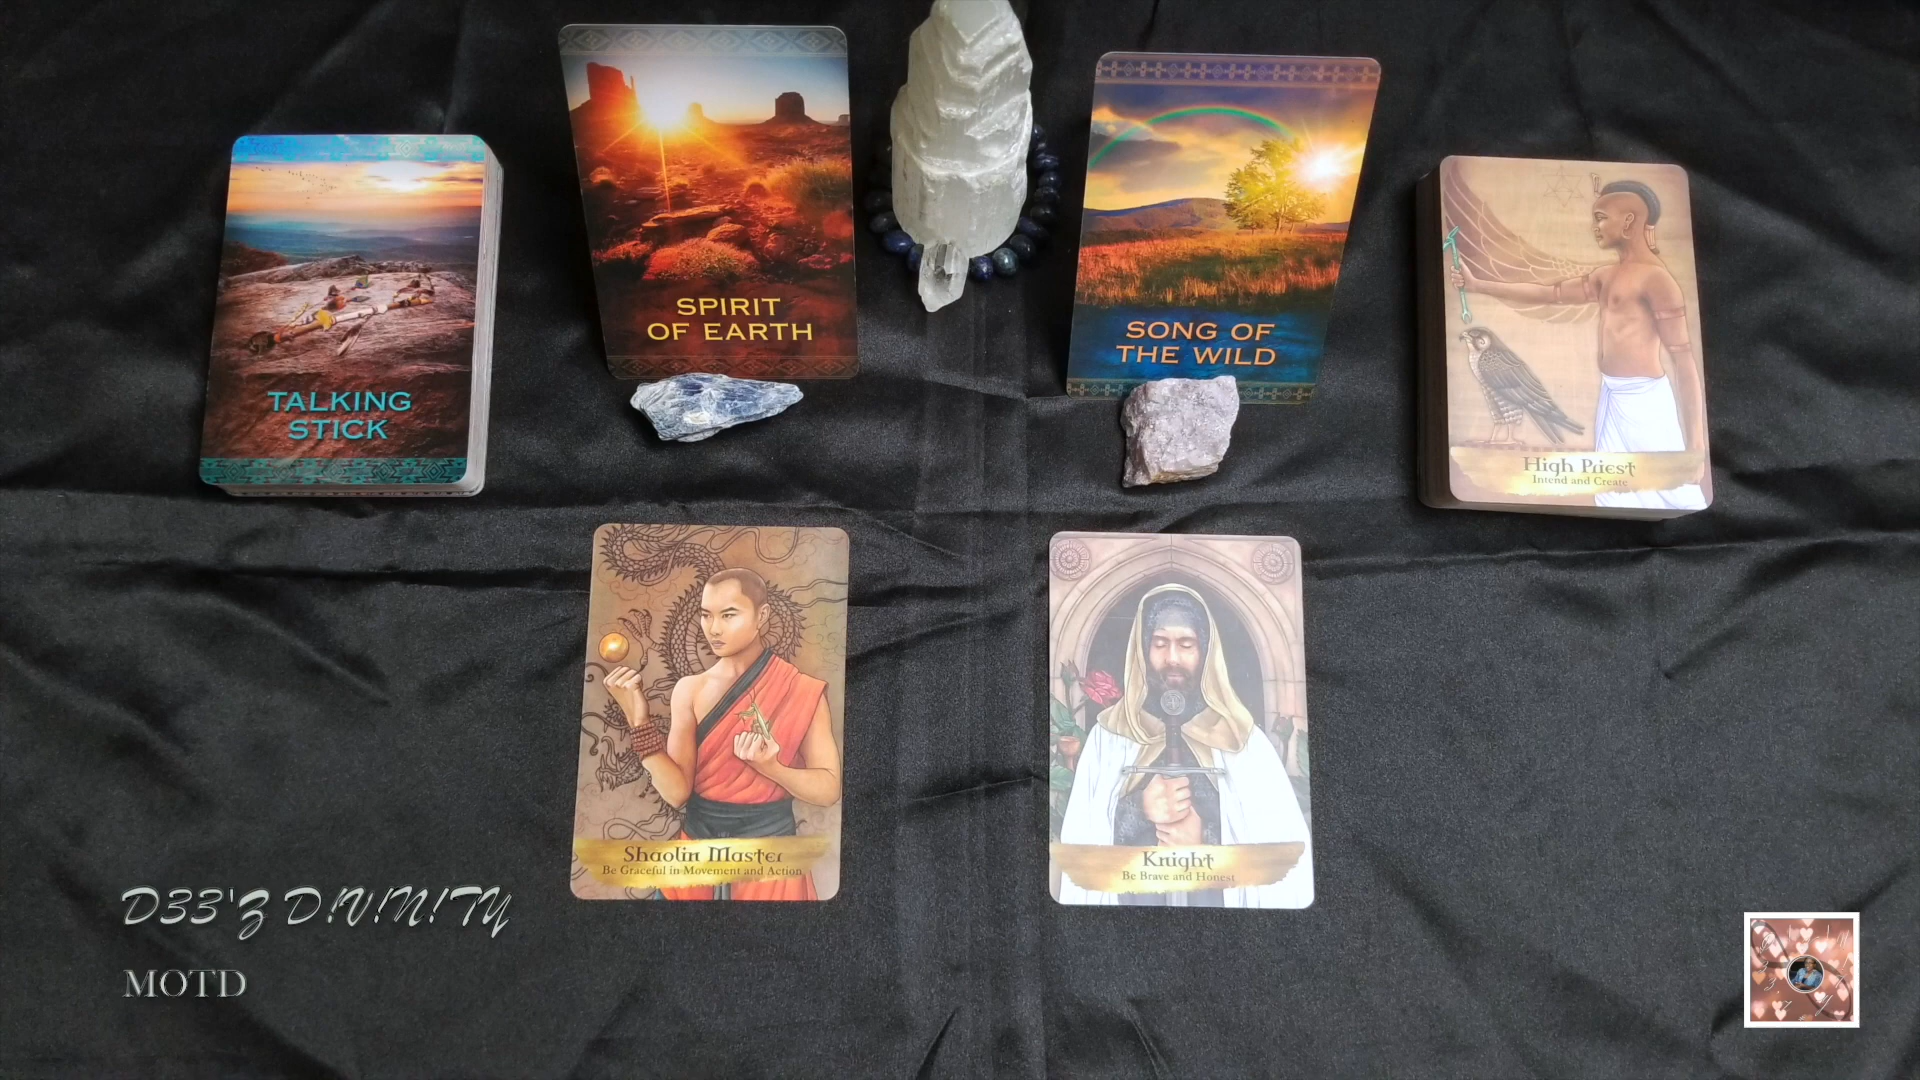 SPIRIT
OF EARTH
SONG OF
THE WILD
TALKING
STICK
High Priest
Intend and Create
Shaolin Master
Be Graceful in Movement and Action
Knight
Be Brave and Honest
D33'Z D!V!N!TY
MOTD